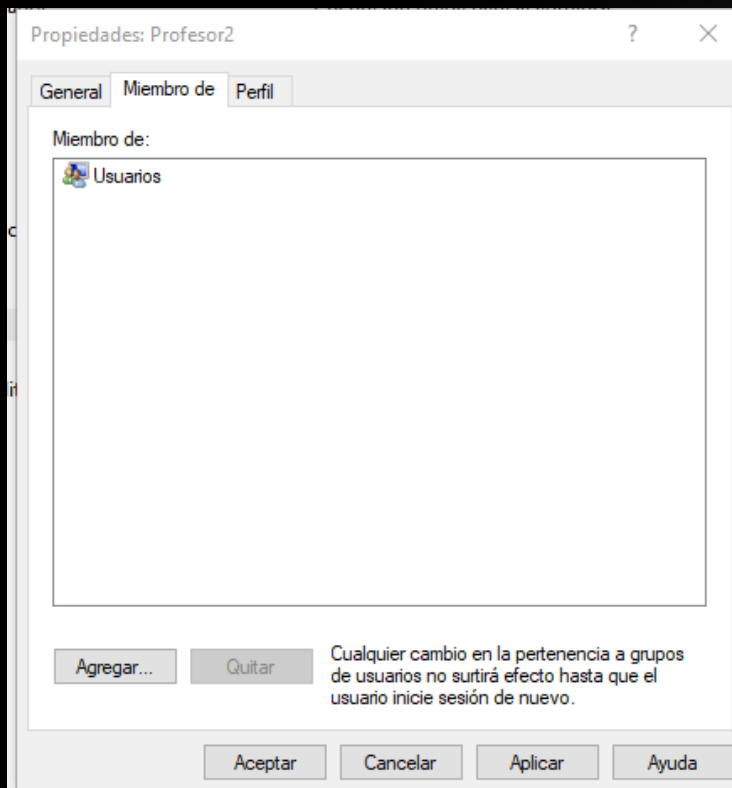 Propiedades: Profesor2
?
General Miembro de Perfil
Miembro de:
Usuarios
Agregar... Quitar
Cualquier cambio en la pertenencia a grupos
de usuarios no surtirá efecto hasta que el
usuario inicie sesión de nuevo.
Aceptar Cancelar Aplicar Ayuda